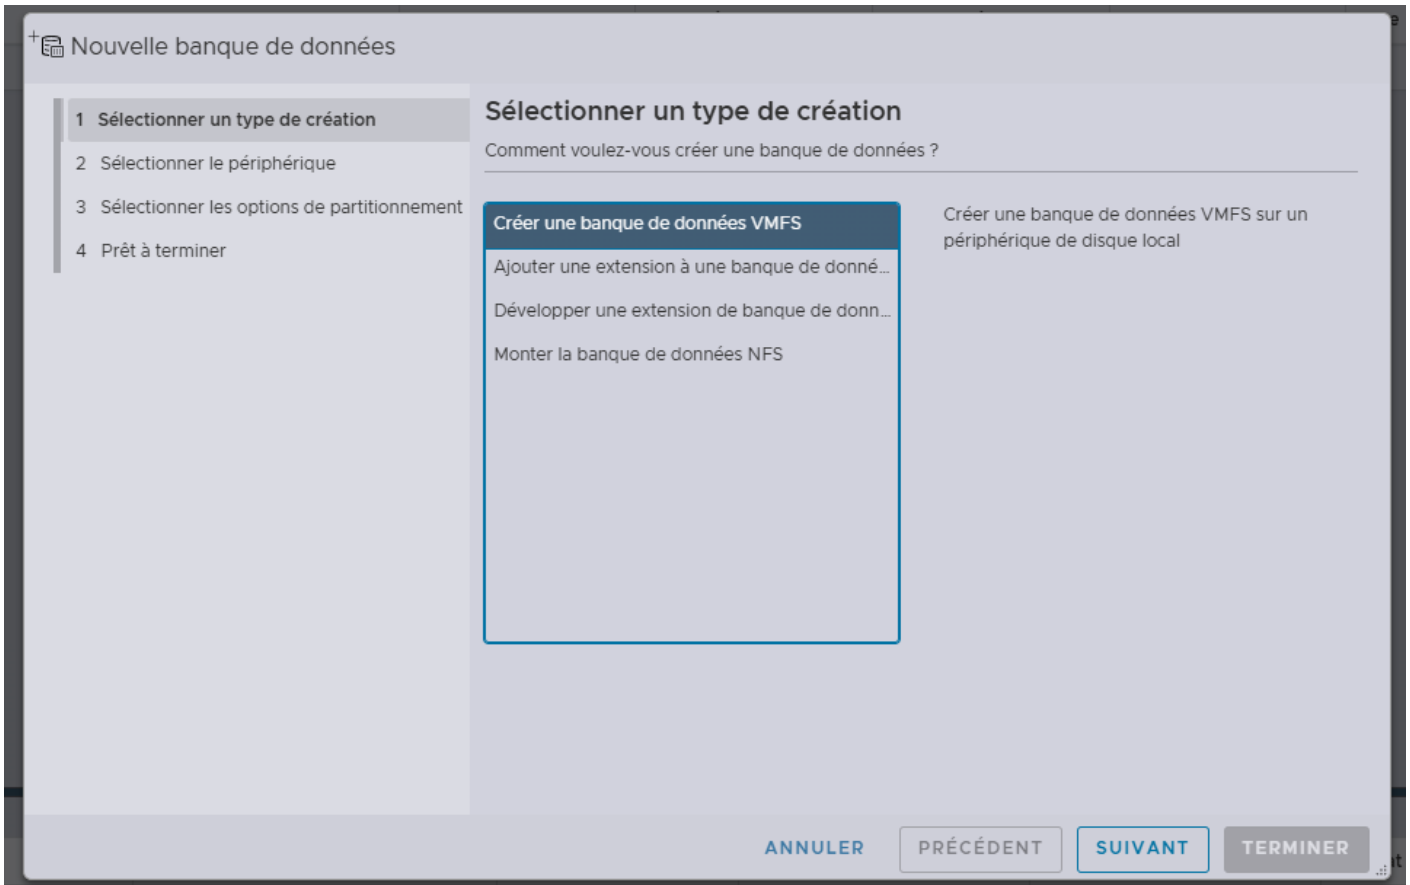 Nouvelle banque de données
1 Sélectionner un type de création
2 Sélectionner le périphérique
3 Sélectionner les options de partitionnement
4 Prêt à terminer
Sélectionner un type de création
Comment voulez-vous créer une banque de données ?
Créer une banque de données VMFS
Ajouter une extension à une banque de donné...
Développer une extension de banque de donn...
Monter la banque de données NFS
Créer une banque de données VMFS sur un
périphérique de disque local
ANNULER
PRÉCÉDENT
SUIVANT
TERMINER